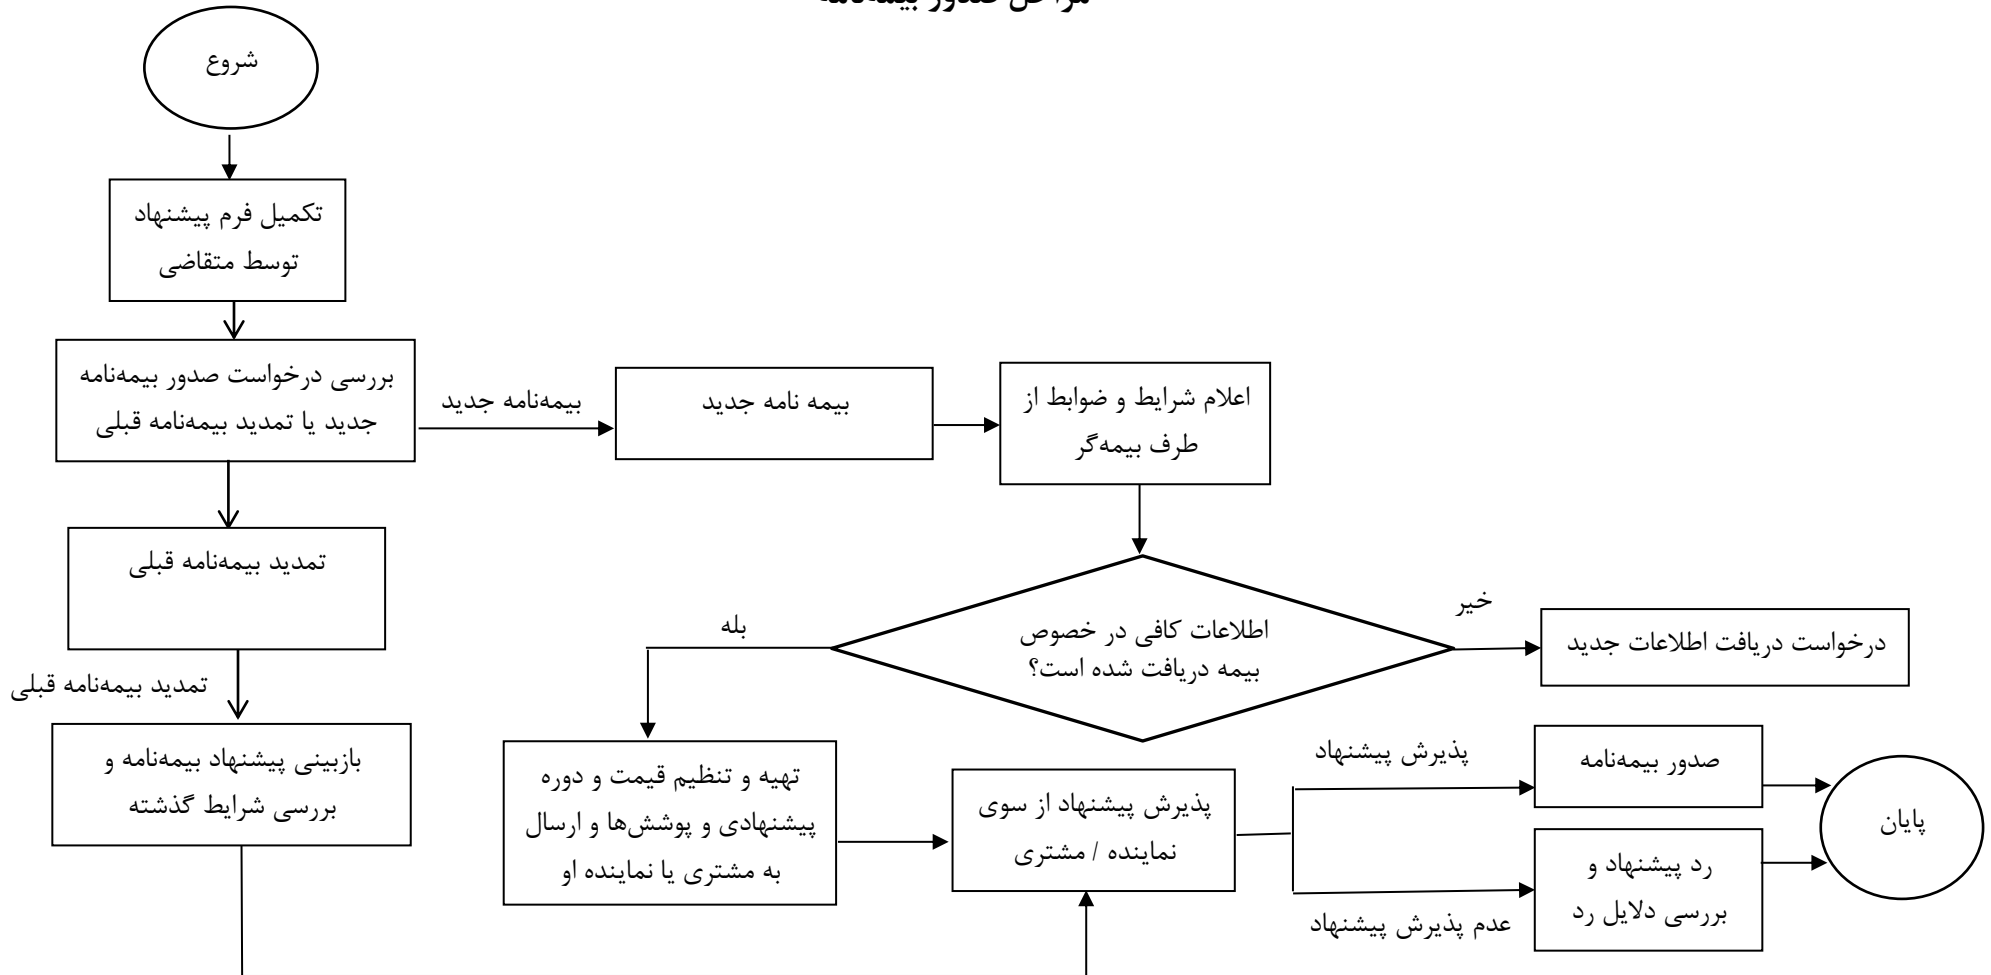 مراحل صدور بیمه‌نامه
شروع
تکمیل فرم پیشنهاد
توسط متقاضی
بررسی درخواست صدور بیمه‌نامه
جدید یا تمدید بیمه‌نامه قبلی
بیمه‌نامه جدید
بیمه نامه جدید
اعلام شرایط و ضوابط از
طرف بیمه‌گر
تمدید بیمه‌نامه قبلی
تمدید بیمه‌نامه قبلی
بازبینی پیشنهاد بیمه‌نامه و
بررسی شرایط گذشته
اطلاعات کافی در خصوص
بیمه دریافت شده است؟
خیر
درخواست دریافت اطلاعات جدید
بله
تهیه و تنظیم قیمت و دوره
پیشنهادی و پوشش‌ها و ارسال
به مشتری یا نماینده او
پذیرش پیشنهاد از سوی
نماینده / مشتری
پذیرش پیشنهاد
صدور بیمه‌نامه
عدم پذیرش پیشنهاد
رد پیشنهاد و
بررسی دلایل رد
پایان